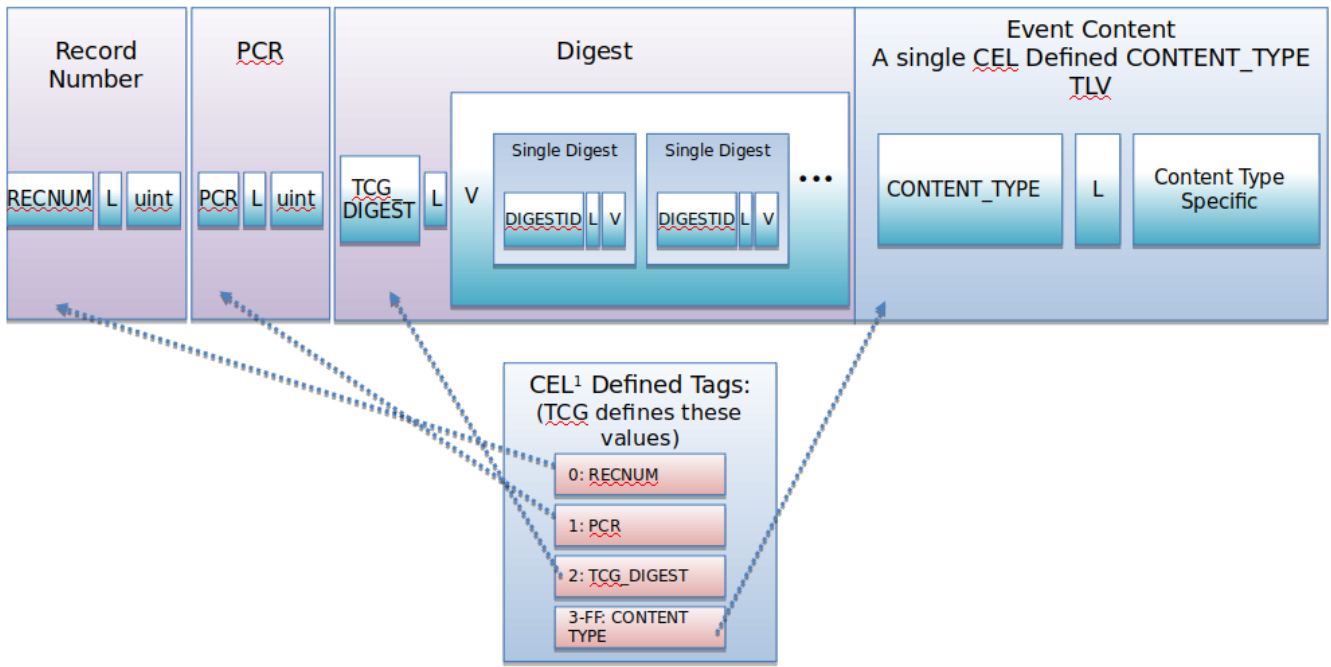 Record
Number
PCR
Digest
Event Content
A single CEL Defined CONTENT_TYPE
TLV
RECNUM
L
uint
PCR
L
uint
TCG_
DIGEST
L
V
Single Digest
DIGESTID
L
V
Single Digest
DIGESTID
L
V
...
CONTENT_TYPE
L
Content Type
Specific
CEL¹ Defined Tags:
(TCG defines these
values)
0: RECNUM
1: PCR
2: TCG_DIGEST
3-FF: CONTENT
TYPE